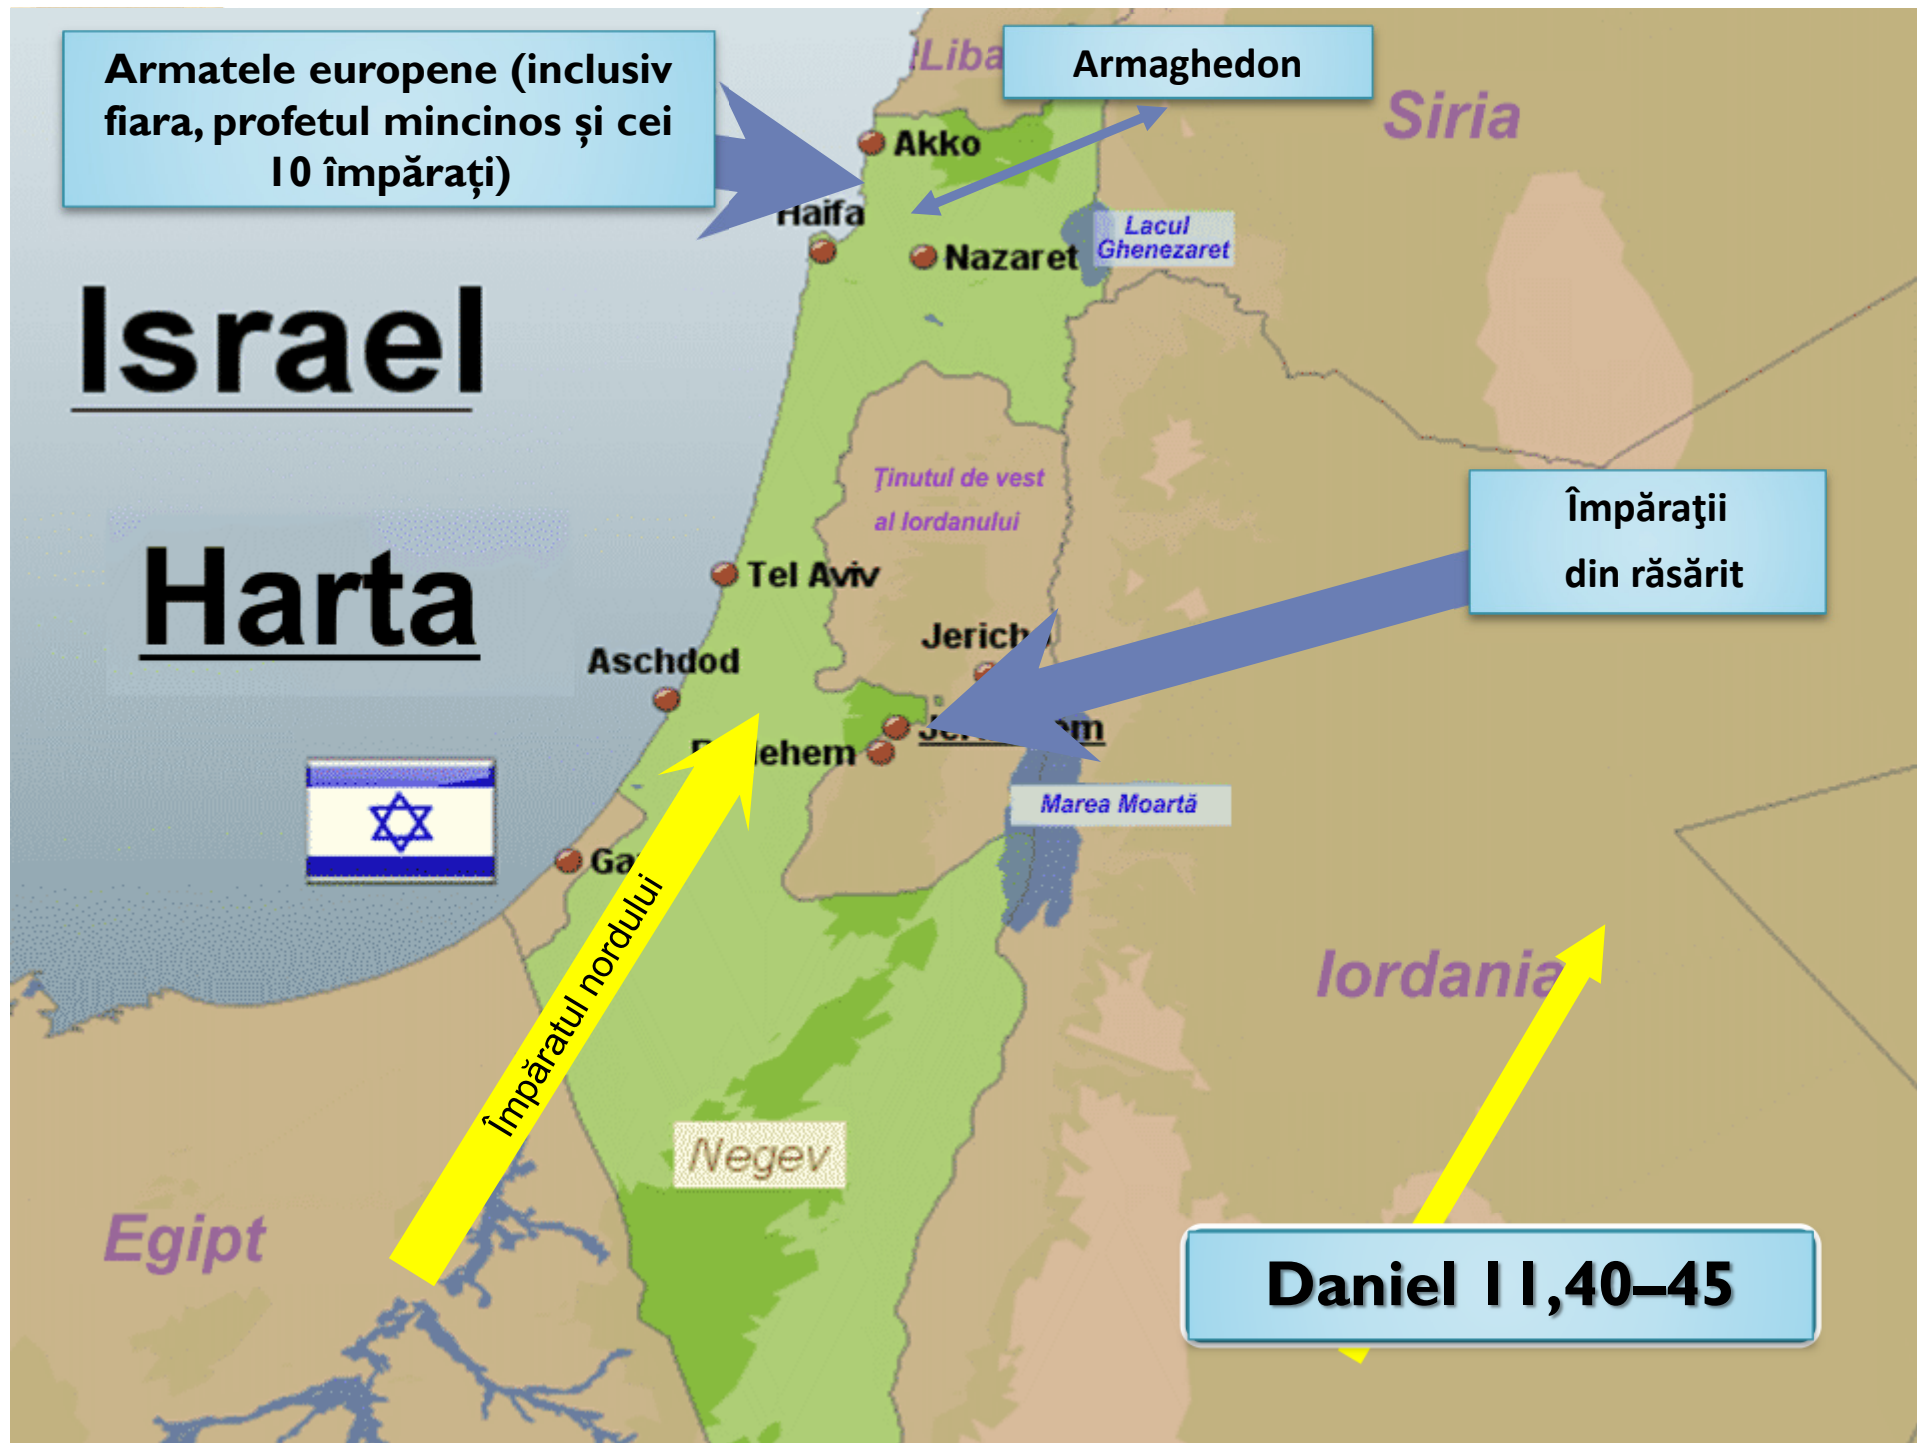 Armatele europene (inclusiv
fiara, profetul mincinos și cei
10 împărați)
Armaghedon
Siria
Akko
Haifa
Nazaret
Lacul
Ghenezaret
Israel
Ţinutul de vest
al Iordanului
Împăraţii
din răsărit
Harta
Tel Aviv
Aschdod
Marea Moartă
Împăratul nordului
Iordania
Negev
Egipt
Daniel 11,40–45